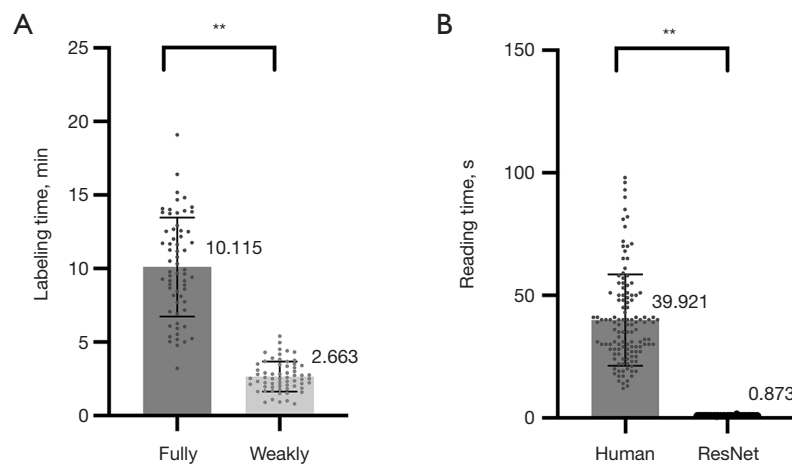 A
**
25
20
15
10
5
0
Labeling time, min
10.115
2.663
Fully
Weakly
B
**
150
100
50
0
Reading time, s
39.921
0.873
Human
ResNet